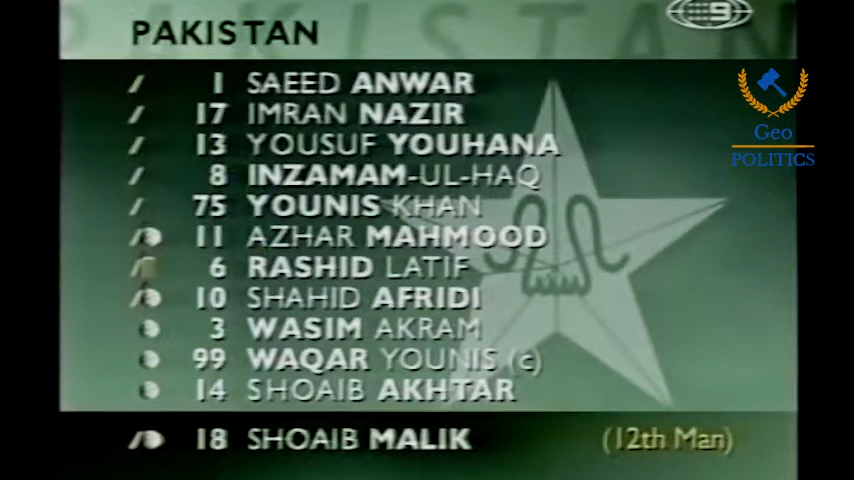 PAKISTAN
9
PAKISTAN
Geo
POLITICS
1 SAEED ANWAR
17 IMRAN NAZIR
13 YOUSUF YOUHANA
8 INZAMAM-UL-HAQ
75 YOUNIS KHAN
11 AZHAR MAHMOOD
6 RASHID LATIF
10 SHAHID AFRIDI
3 WASIM AKRAM
99 WAQAR YOUNIS (c)
14 SHOAIB AKHTAR
18 SHOAIB MALIK (12th Man)